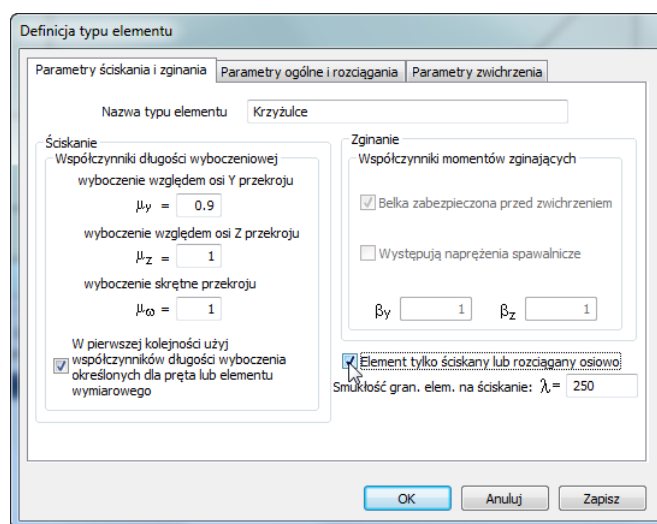 Definicja typu elementu
Parametry ściskania i zginania
Parametry ogólne i rozciągania
Parametry zwichrzenia
Nazwa typu elementu
Krzyżulce
Ściskanie
Współczynniki długości wyboczeniowej
wyboczenie względem osi Y przekroju
μy = 0.9
wyboczenie względem osi Z przekroju
μz = 1
wyboczenie skrętne przekroju
μω = 1
W pierwszej kolejności użyj
współczynników długości wyboczenia
określonych dla pręta lub elementu
wymiarowego
Zginanie
Współczynniki momentów zginających
Belka zabezpieczona przed zwichrzeniem
Występują naprężenia spawalnicze
βy 1 βz 1
Element tylko ściskany lub rozciągany osiowo
Smukłość gran. elem. na ściskanie: λ= 250
OK
Anuluj
Zapisz